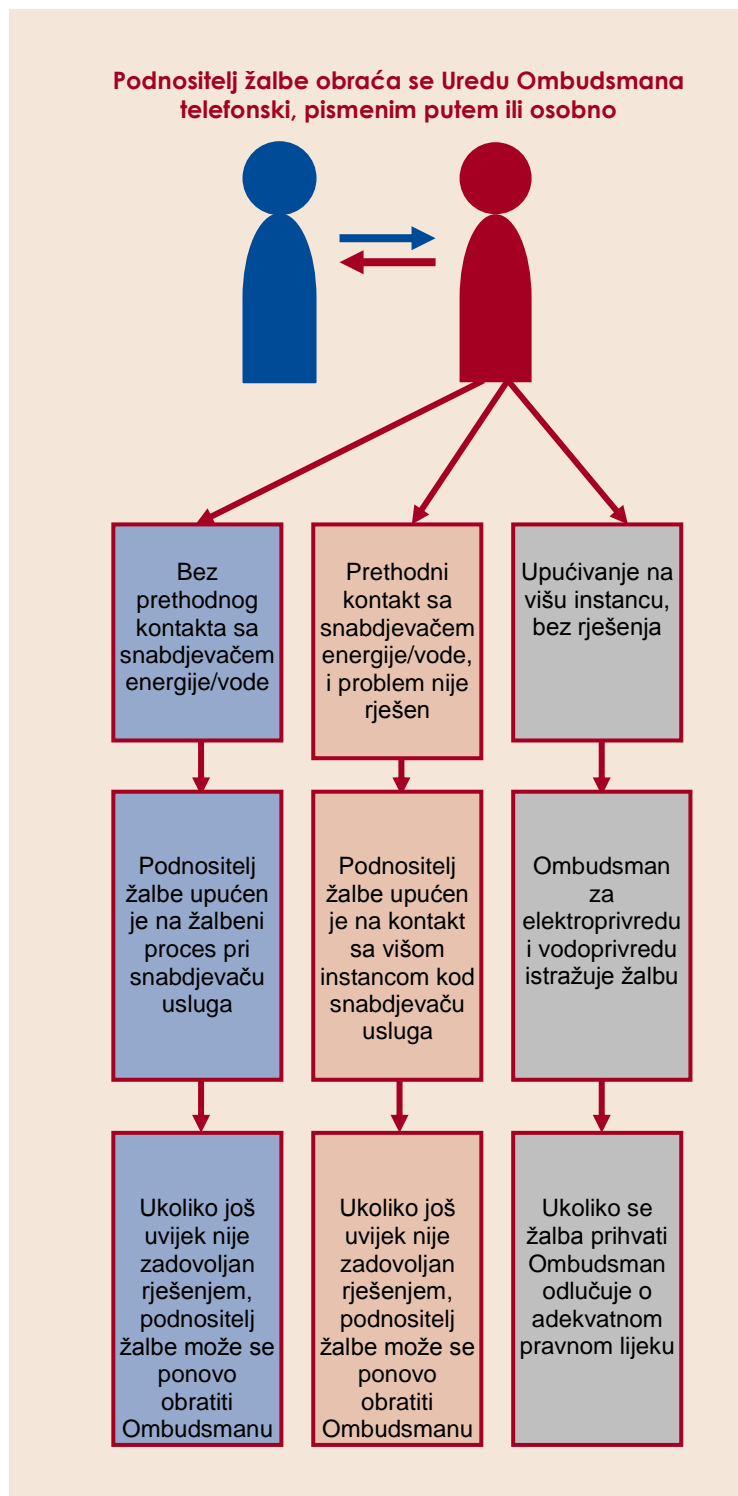 Podnositelj žalbe obraća se Uredu Ombudsmana
telefonski, pismenim putem ili osobno
Bez
prethodnog
kontakta sa
snabdjevačem
energije/vode
Prethodni
kontakt sa
snabdjevačem
energije/vode,
i problem nije
rješen
Upućivanje na
višu instancu,
bez rješenja
Podnositelj
žalbe upućen
je na žalbeni
proces pri
snabdjevaču
usluga
Podnositelj
žalbe upućen
je na kontakt
sa višom
instancom kod
snabdjevaču
usluga
Ombudsman
za
elektroprivredu
i vodoprivredu
istražuje žalbu
Ukoliko još
uvijek nije
zadovoljan
rješenjem,
podnositelj
žalbe može se
ponovo
obratiti
Ombudsmanu
Ukoliko još
uvijek nije
zadovoljan
rješenjem,
podnositelj
žalbe može se
ponovo
obratiti
Ombudsmanu
Ukoliko se
žalba prihvati
Ombudsman
odlučuje o
adekvatnom
pravnom lijeku